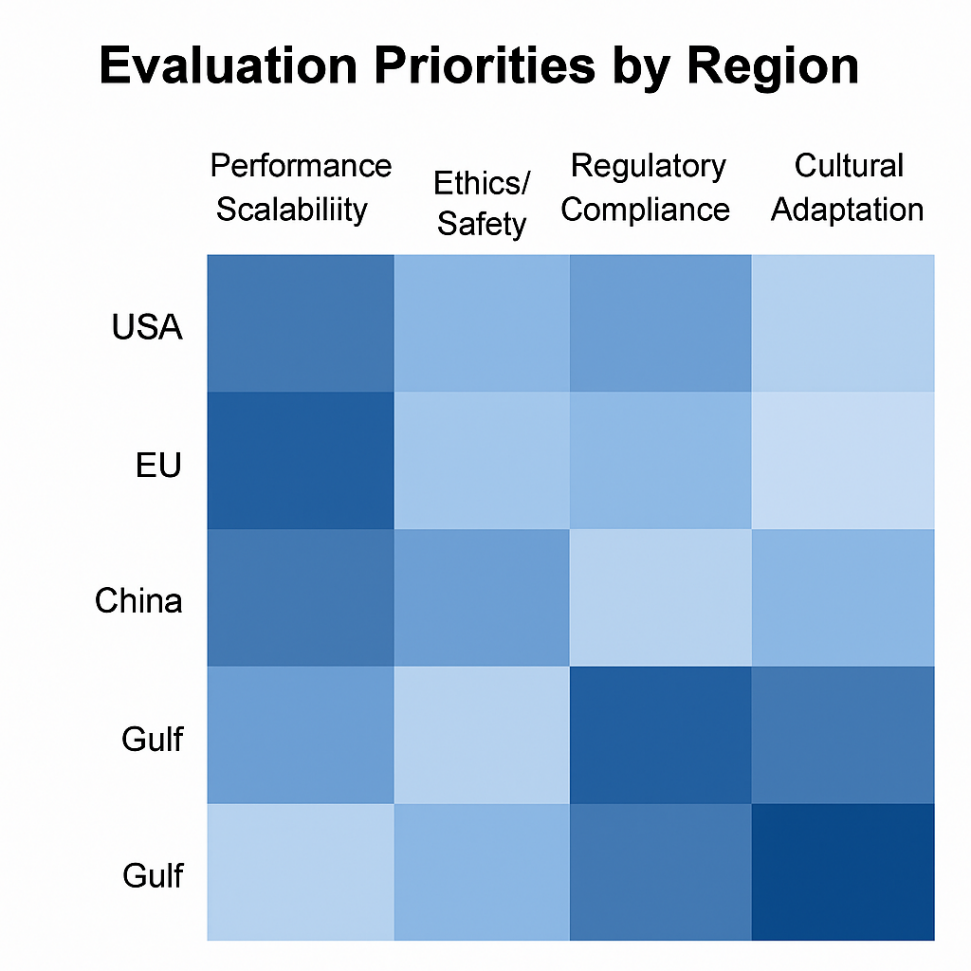 Evaluation Priorities by Region
Performance
Scalabiliity
Ethics/
Safety
Regulatory
Compliance
Cultural
Adaptation
USA
EU
China
Gulf
Gulf